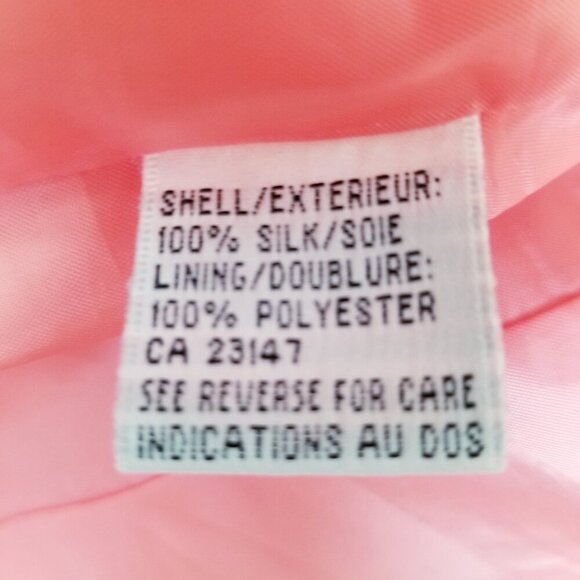 SHELL/EXTERIEUR:
100% SILK/SOIE
LINING/DOUBLURE:
100% POLYESTER
CA 23147
SEE REVERSE FOR CARE
INDICATIONS AU DOS